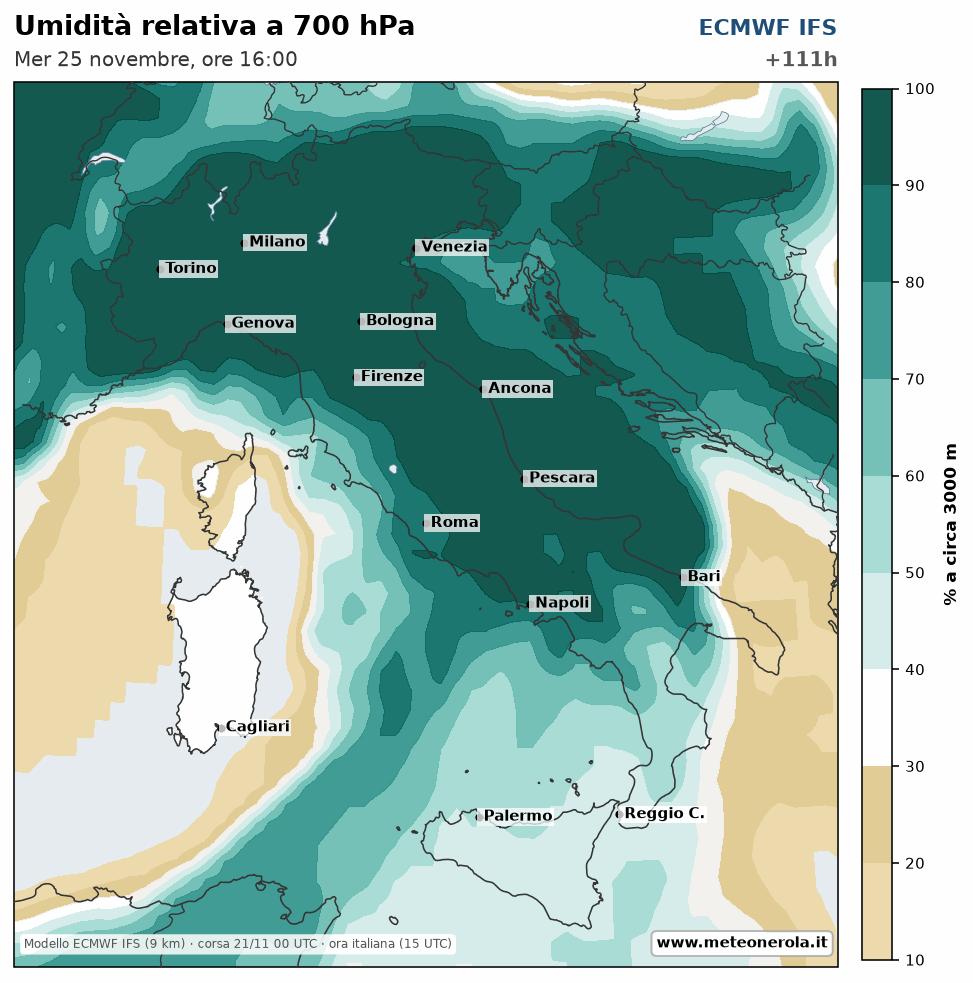 Umidità relativa a 700 hPa
ECMWF IFS
Mer 25 novembre, ore 16:00
+111h
100
90
80
70
60
50
40
30
20
10
% a circa 3000 m
Milano
Venezia
Torino
Genova
Bologna
Firenze
Ancona
Pescara
Roma
Bari
Napoli
Cagliari
Palermo
Reggio C.
Modello ECMWF IFS (9 km) · corsa 21/11 00 UTC · ora italiana (15 UTC)
www.meteonerola.it